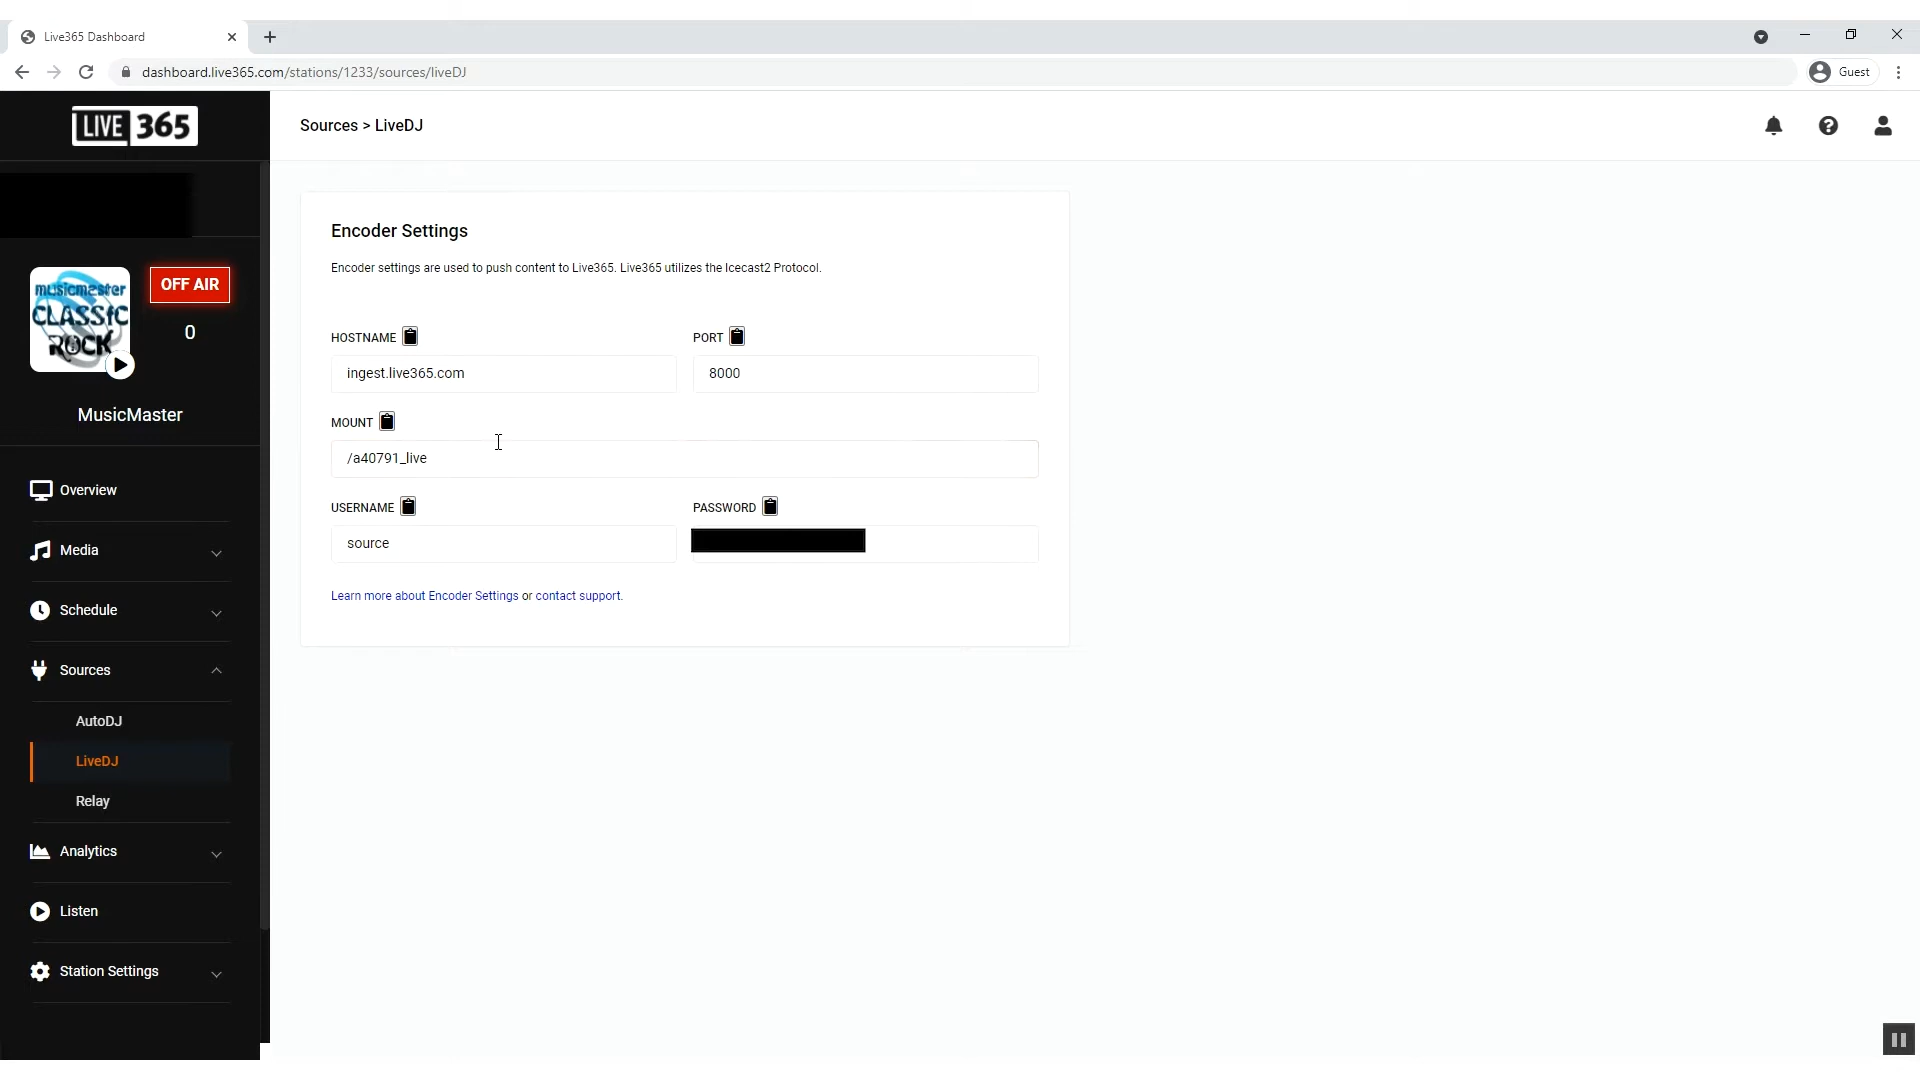 Live365 Dashboard
dashboard.live365.com/stations/1233/sources/liveDJ
Guest
LIVE 365
Sources > LiveDJ
musicmaster
CLASSIC
ROCK
OFF AIR
0
MusicMaster
Overview
Media
Schedule
Sources
AutoDJ
LiveDJ
Relay
Analytics
Listen
Station Settings
Encoder Settings
Encoder settings are used to push content to Live365. Live365 utilizes the Icecast2 Protocol.
HOSTNAME
PORT
ingest.live365.com
8000
MOUNT
/a40791_live
USERNAME
PASSWORD
source
Learn more about Encoder Settings or contact support.